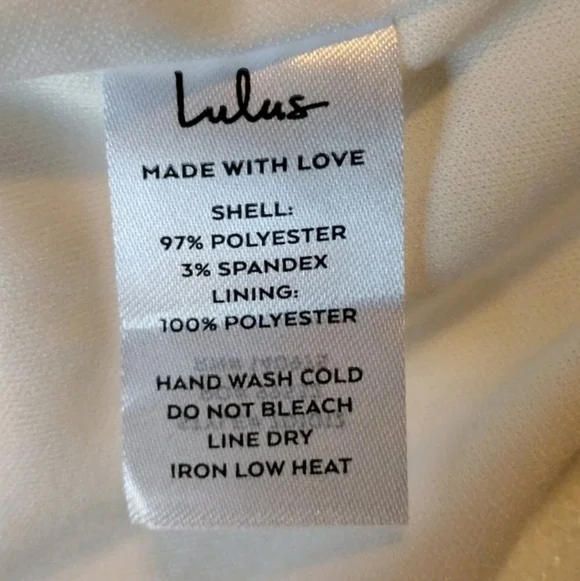 Lulus
MADE WITH LOVE
SHELL:
97% POLYESTER
3% SPANDEX
LINING:
100% POLYESTER
HAND WASH COLD
DO NOT BLEACH
LINE DRY
IRON LOW HEAT